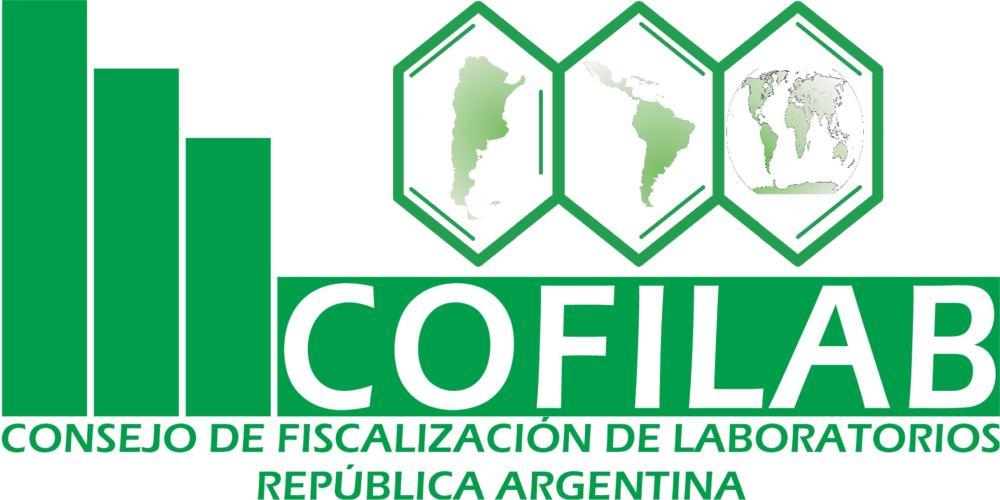 COFILAB
CONSEJO DE FISCALIZACIÓN DE LABORATORIOS
REPÚBLICA ARGENTINA